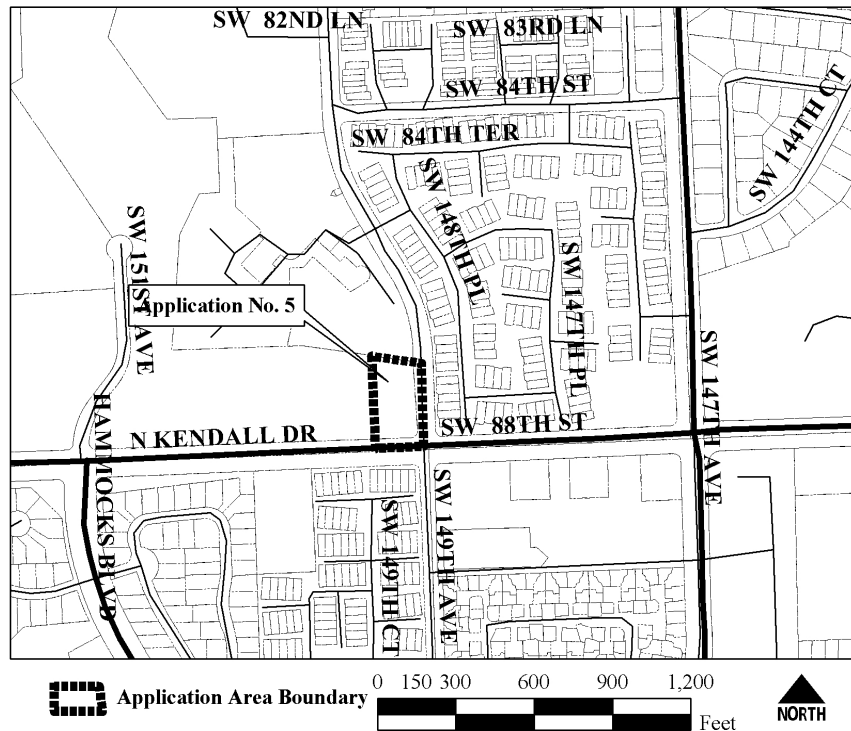 SW 82ND LN
SW 83RD LN
SW 84TH ST
SW 84TH TER
SW 144TH CT
SW 148TH PL
SW 151ST AVE
SW 147TH PL
Application No. 5
SW 147TH AVE
HAMMOCKS BLVD
N KENDALL DR
SW 88TH ST
SW 149TH CT
SW 149TH AVE
Application Area Boundary
0 150 300 600 900 1,200
Feet
NORTH